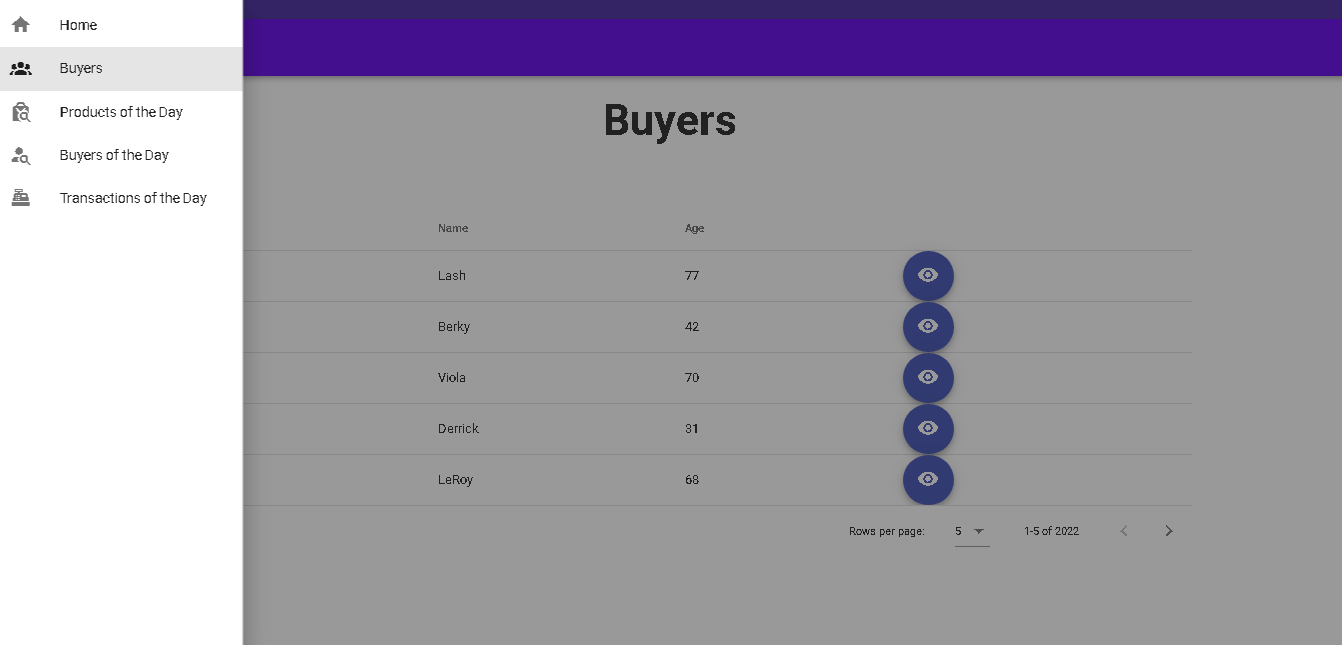 Home
Buyers
Products of the Day
Buyers of the Day
Transactions of the Day
Buyers
Name Age
Lash 77
Berky 42
Viola 70
Derrick 31
LeRoy 68
Rows per page: 5 1-5 of 2022